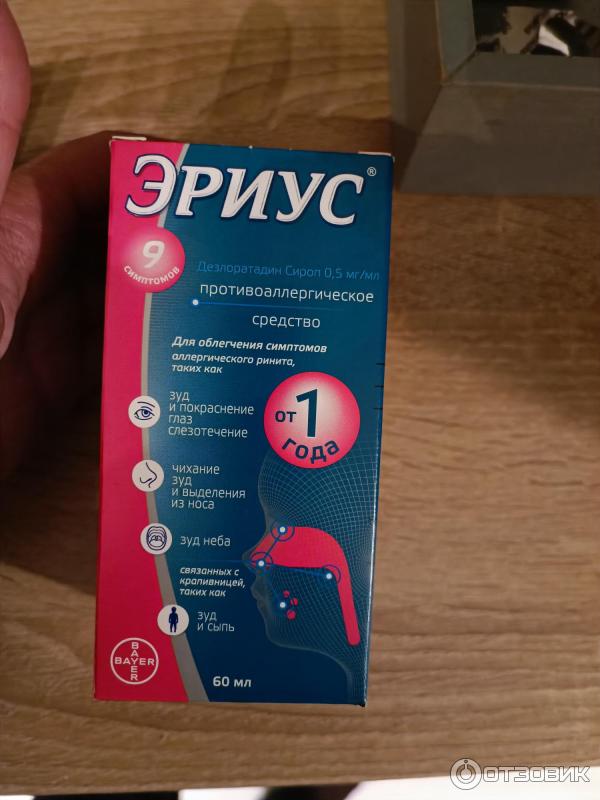 ЭРИУС®
9
СИМПТОМОВ
Дезлоратадин Сироп 0,5 мг/мл
противоаллергическое
средство
Для облегчения симптомов
аллергического ринита,
таких как
зуд
и покраснение
глаз
слезотечение
от 1
года
чихание
зуд
и выделения
из носа
зуд неба
связанных с
крапивницей,
таких как
зуд
и сыпь
BAYER
BAYER
60 мл
ОТЗОВИК